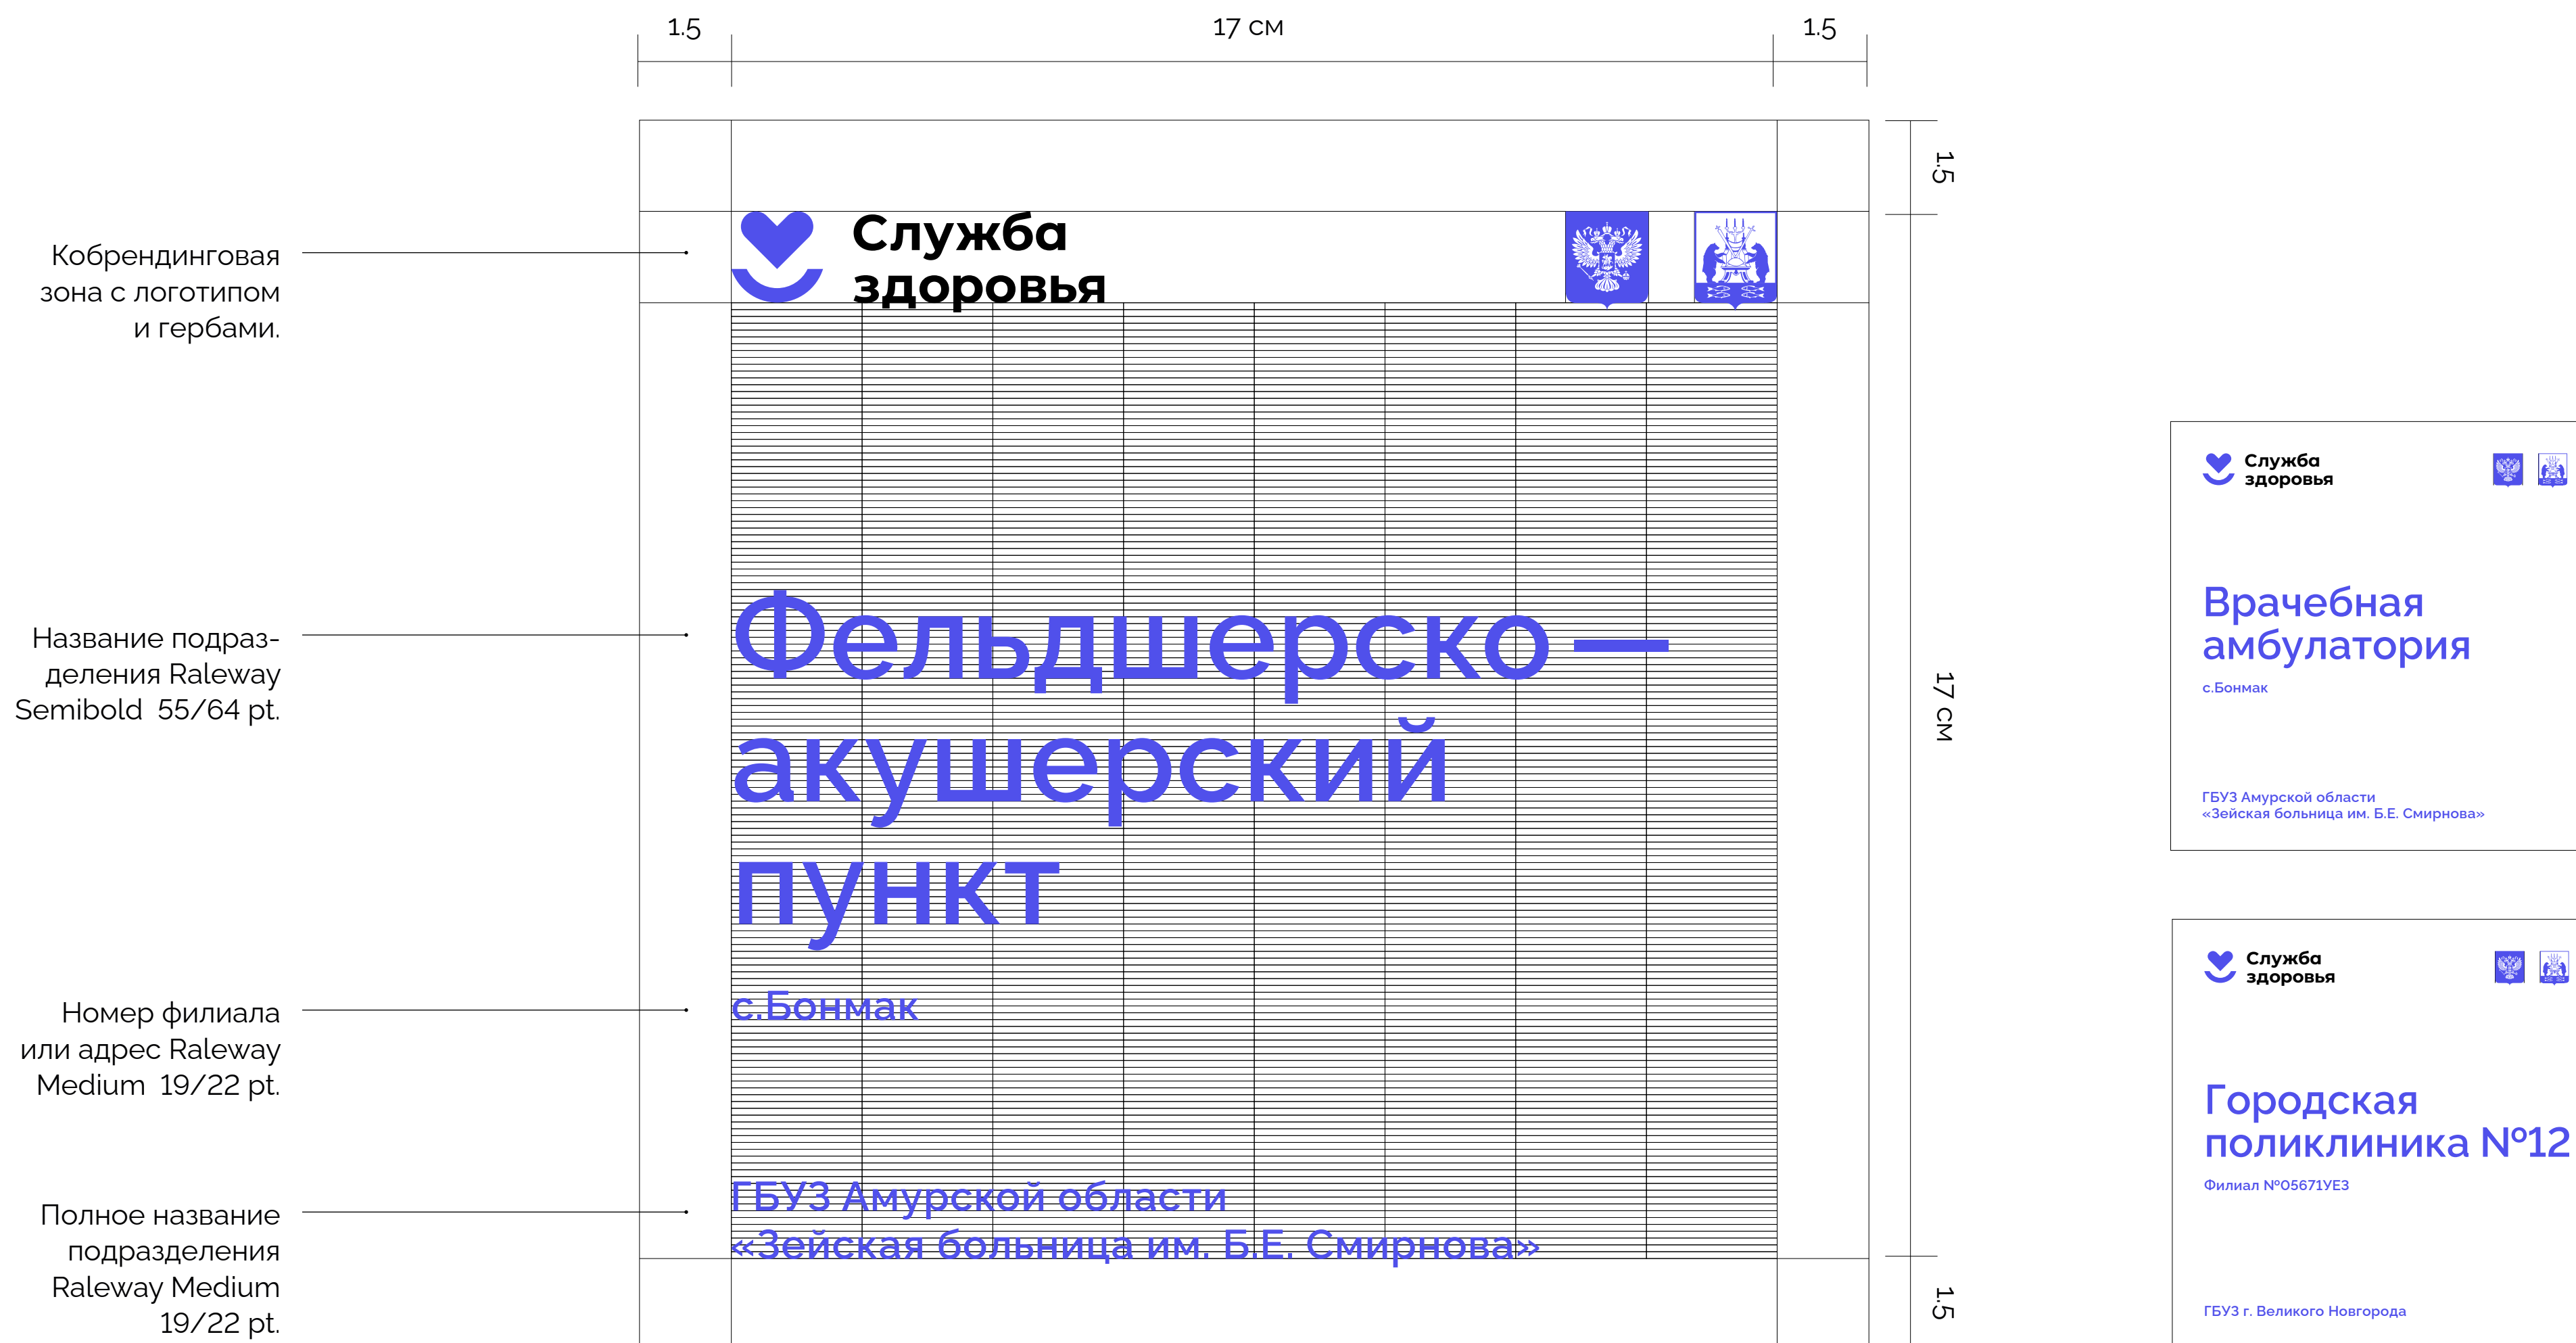 1.5
17 см
1.5
Кобрендинговая
зона с логотипом
и гербами.
Название подраз-
деления Raleway
Semibold 55/64 pt.
Номер филиала
или адрес Raleway
Medium 19/22 pt.
Полное название
подразделения
Raleway Medium
19/22 pt.
Служба
здоровья
Фельдшерско —
акушерский
пункт
с.Бонмак
ГБУЗ Амурской области
«Зейская больница им. Б.Е. Смирнова»
1.5
17 см
1.5
Служба
здоровья
Врачебная
амбулатория
с.Бонмак
ГБУЗ Амурской области
«Зейская больница им. Б.Е. Смирнова»
Служба
здоровья
Городская
поликлиника №12
Филиал №05671УЕЗ
ГБУЗ г. Великого Новгорода